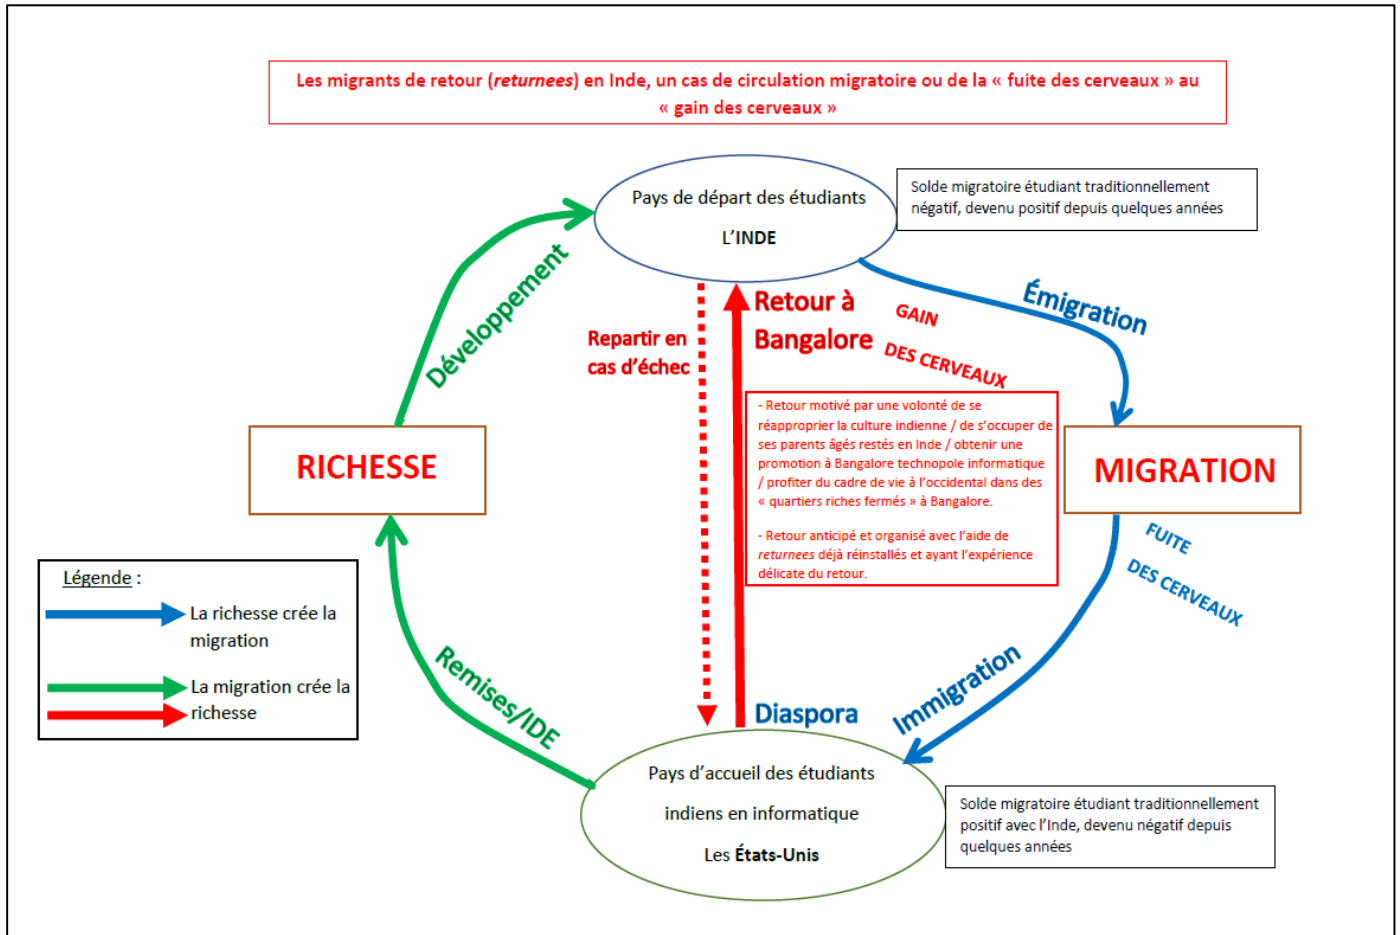 Les migrants de retour (returnees) en Inde, un cas de circulation migratoire ou de la « fuite des cerveaux » au
« gain des cerveaux »
Pays de départ des étudiants
L’INDE
Solde migratoire étudiant traditionnellement
négatif, devenu positif depuis quelques années
Développement
Émigration
Repartir en
cas d’échec
Retour à
Bangalore
GAIN
DES CERVEAUX
- Retour motivé par une volonté de se
réapproprier la culture indienne / de s’occuper de
ses parents âgés restés en Inde / obtenir une
promotion à Bangalore technopole informatique
/ profiter du cadre de vie à l’occidental dans des
« quartiers riches fermés » à Bangalore.
- Retour anticipé et organisé avec l’aide de
returnees déjà réinstallés et ayant l’expérience
délicate du retour.
RICHESSE
MIGRATION
FUITE
DES CERVEAUX
Légende :
La richesse crée la
migration
La migration crée la
richesse
Remises/IDE
Diaspora
Immigration
Pays d’accueil des étudiants
indiens en informatique
Les États-Unis
Solde migratoire étudiant traditionnellement
positif avec l’Inde, devenu négatif depuis
quelques années